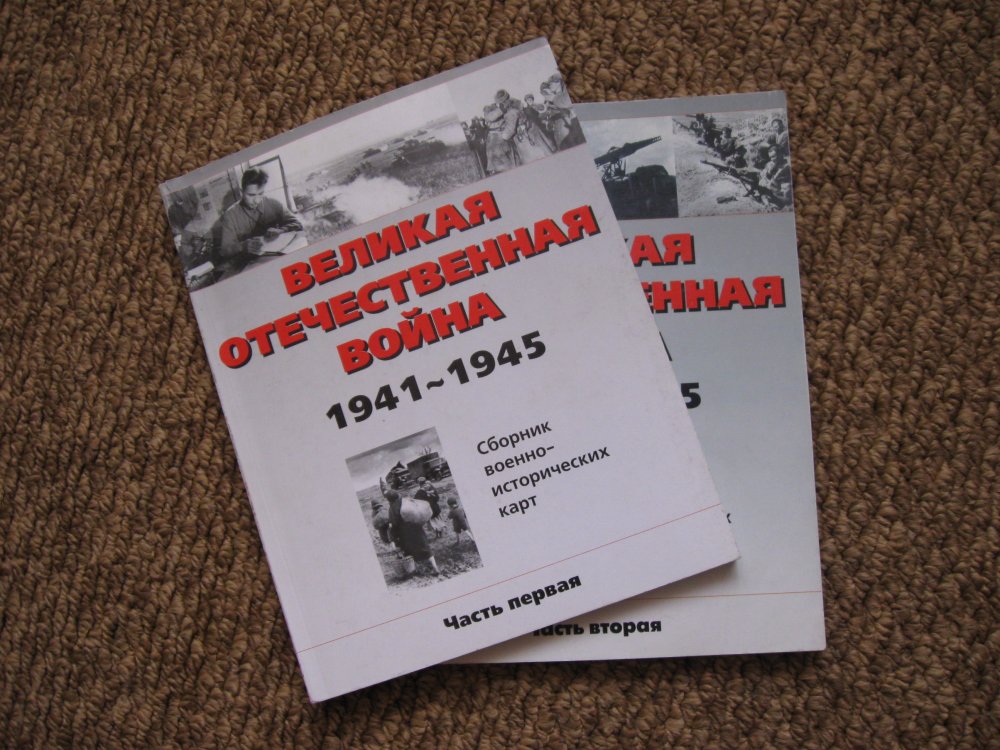 ВЕЛИКАЯ
ОТЕЧЕСТВЕННАЯ
ВОЙНА
1941~1945
Сборник
военно-
исторических
карт
Часть первая
КАЯ
ЕННАЯ
А
5
х
Часть вторая